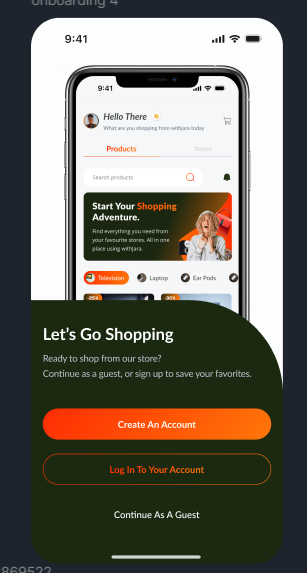 onboarding 4
9:41
9:41
Hello There
What are you shopping from withjara today
Products
Stores
Search products
Start Your Shopping
Adventure.
Find everything you need from
your favourite stores. All in one
place using withjara.
Television
Laptop
Ear Pods
-25%
-30%
Let's Go Shopping
Ready to shop from our store?
Continue as a guest, or sign up to save your favorites.
Create An Account
Log In To Your Account
Continue As A Guest
869522